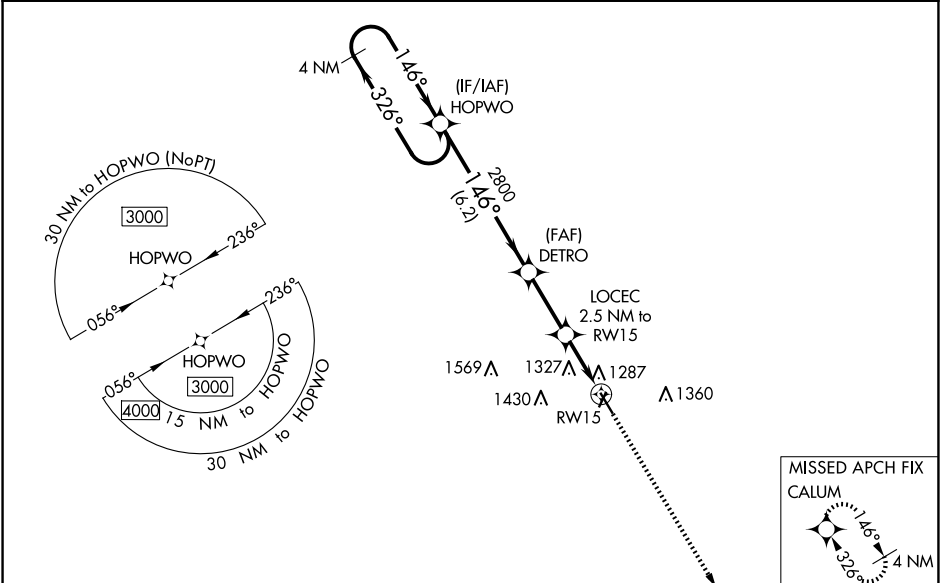 4 NM
146°
326°
(IF/IAF)
HOPWO
2800
146°
(6.2)
(FAF)
DETRO
LOCEC
2.5 NM to
RW15
1569
1327
1287
1430
1360
RW15
30 NM to HOPWO (NoPT)
3000
HOPWO
236°
056°
236°
HOPWO
056°
3000
4000
15 NM to HOPWO
30 NM to HOPWO
MISSED APCH FIX
CALUM
146°
326°
4 NM